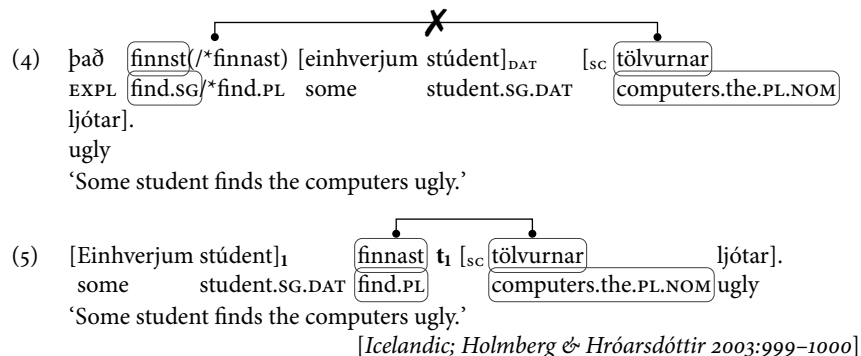 ✗
(4) það finnst(/*finnast) [einhverjum stúdent]DAT [SC tölvurnar
EXPL find.SG/*find.PL some student.SG.DAT computers.the.PL.NOM
ljótar].
ugly
‘Some student finds the computers ugly.’
(5) [Einhverjum stúdent]1 finnast t1 [SC tölvurnar ljótar].
some student.SG.DAT find.PL computers.the.PL.NOM ugly
‘Some student finds the computers ugly.’
[Icelandic; Holmberg & Hróarsdóttir 2003:999–1000]